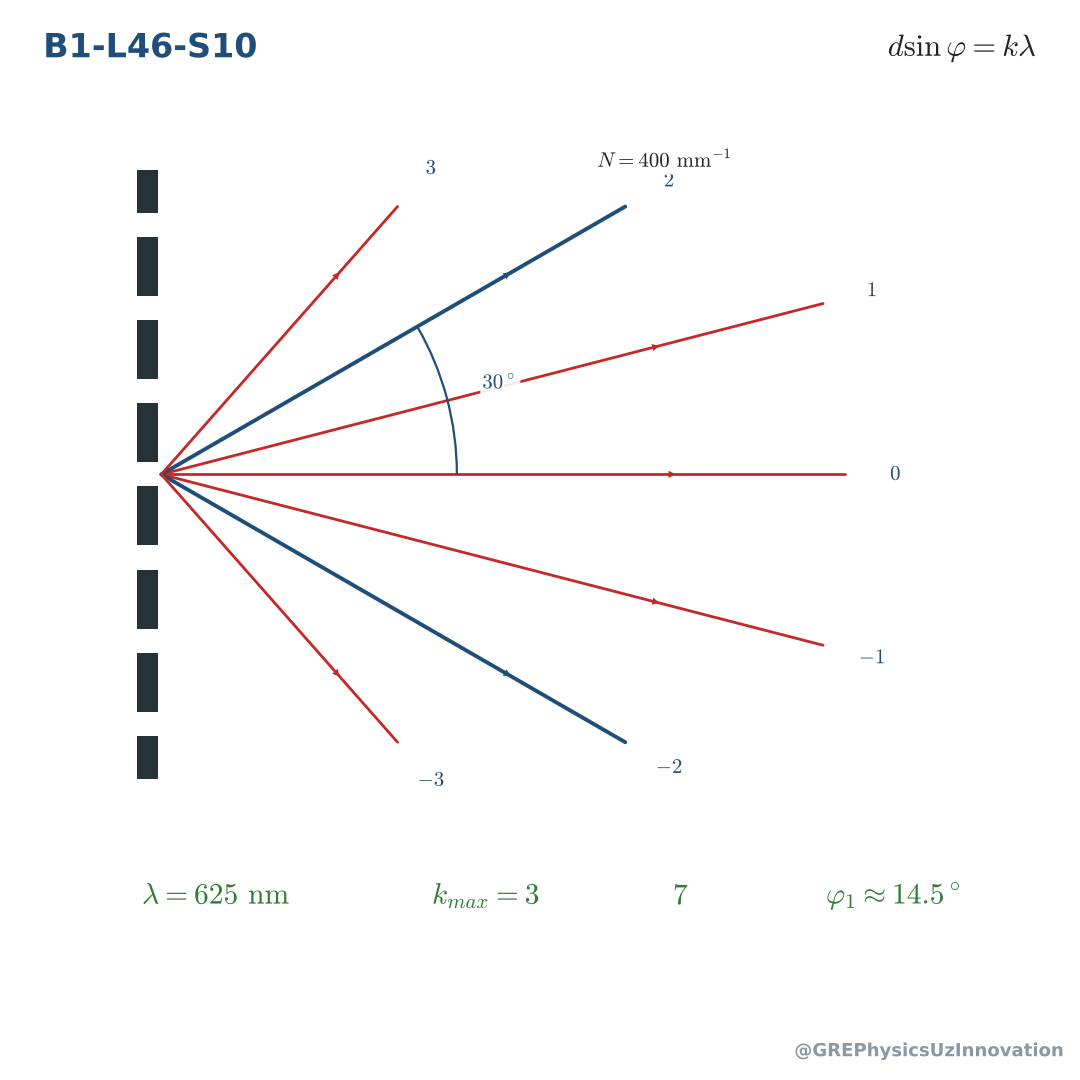 B1-L46-S10
d sin φ = kλ
3
N = 400 mm⁻¹
2
1
30°
0
−1
−2
−3
λ = 625 nm
k_max = 3
7
φ₁ ≈ 14.5°
@GREPhysicsUzInnovation